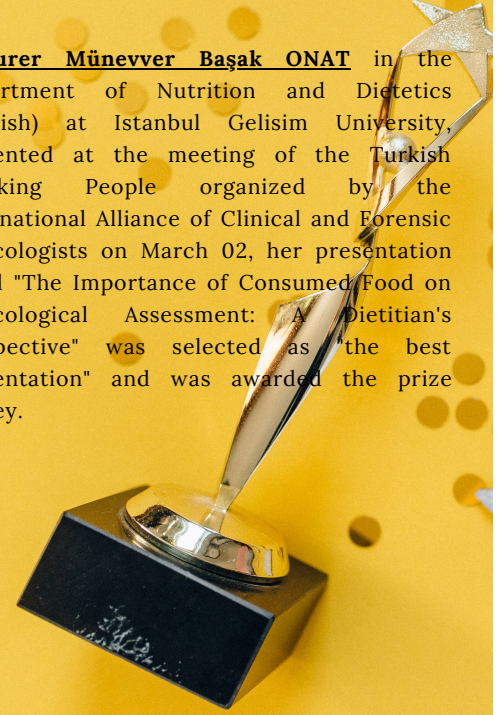 urer Münevver Başak ONAT in the
rtment of Nutrition and Dietetics
ish) at Istanbul Gelisim University,
ented at the meeting of the Turkish
king People organized by the
national Alliance of Clinical and Forensic
cologists on March 02, her presentation
l "The Importance of Consumed Food on
cological Assessment: A Dietitian's
pective" was selected as "the best
entation" and was awarded the prize
ey.